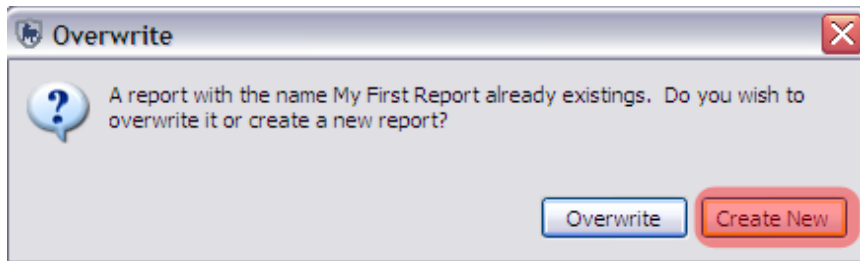 Overwrite
A report with the name My First Report already existings. Do you wish to
overwrite it or create a new report?
Overwrite
Create New